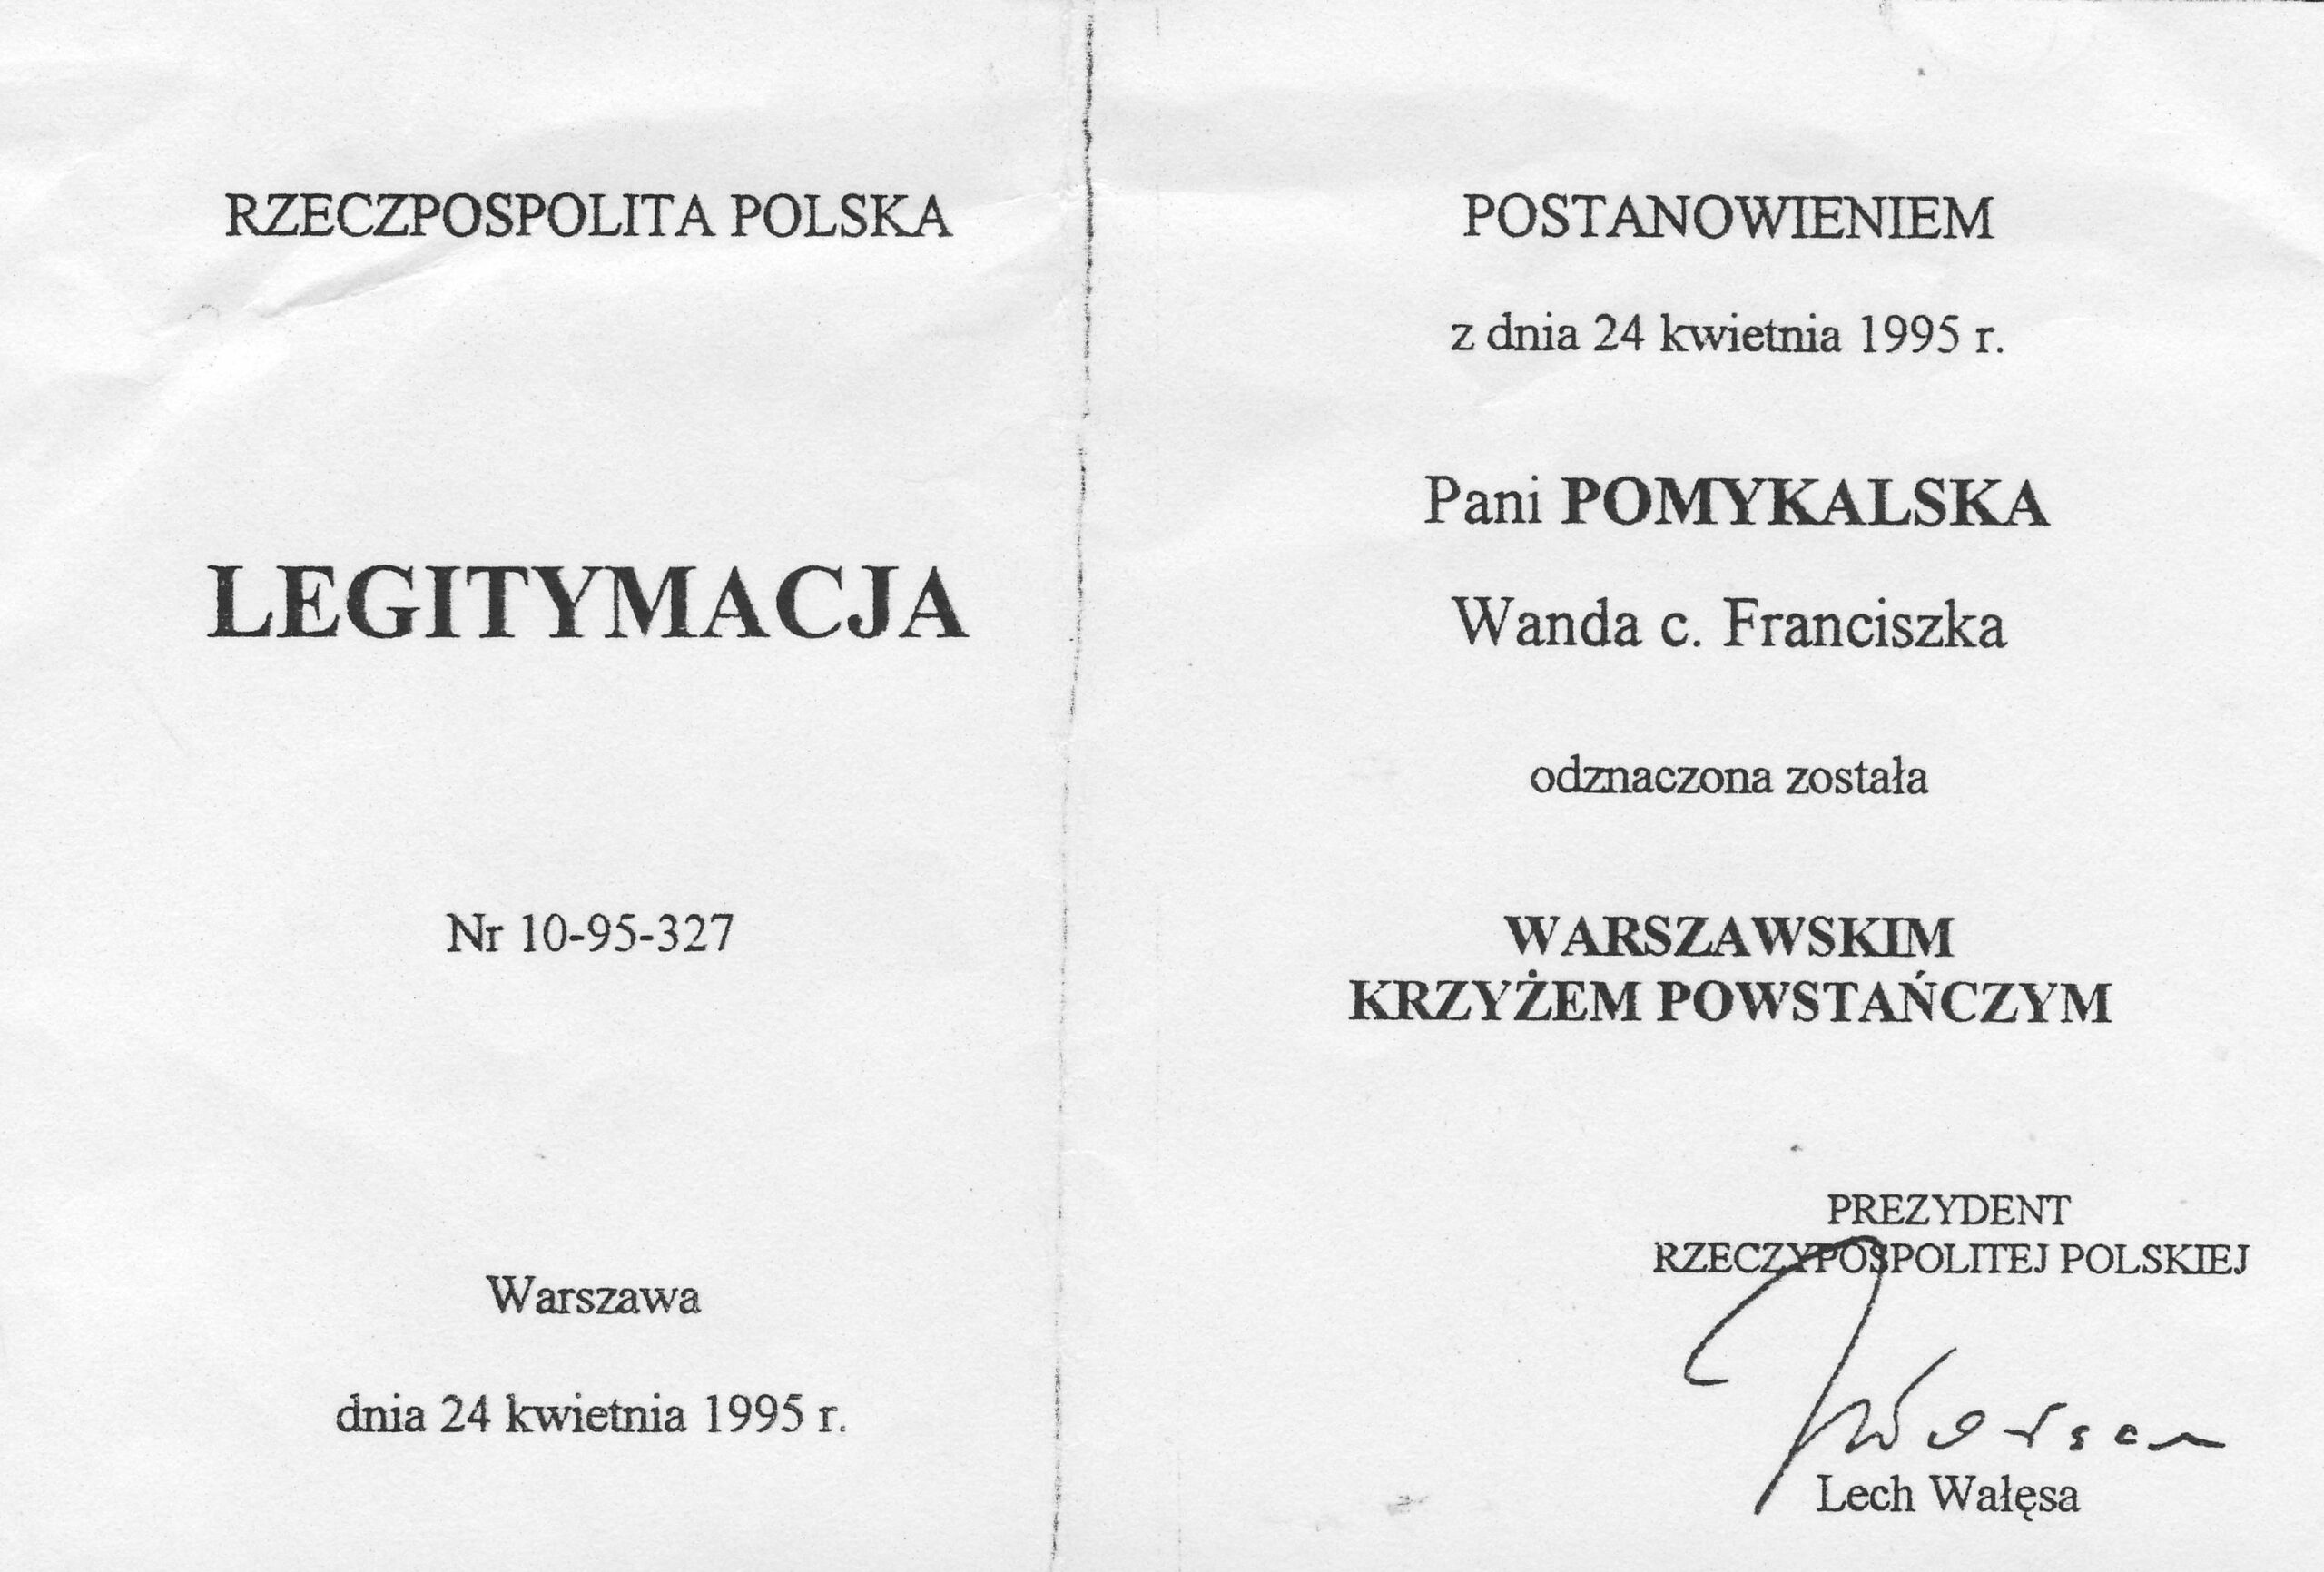 RZECZPOSPOLITA POLSKA
LEGITYMACJA
Nr 10-95-327
Warszawa
dnia 24 kwietnia 1995 r.
POSTANOWIENIEM
z dnia 24 kwietnia 1995 r.
Pani POMYKALSKA
Wanda c. Franciszka
odznaczona została
WARSZAWSKIM
KRZYŻEM POWSTAŃCZYM
PREZYDENT
RZECZYPOSPOLITEJ POLSKIEJ
Lech Wałęsa